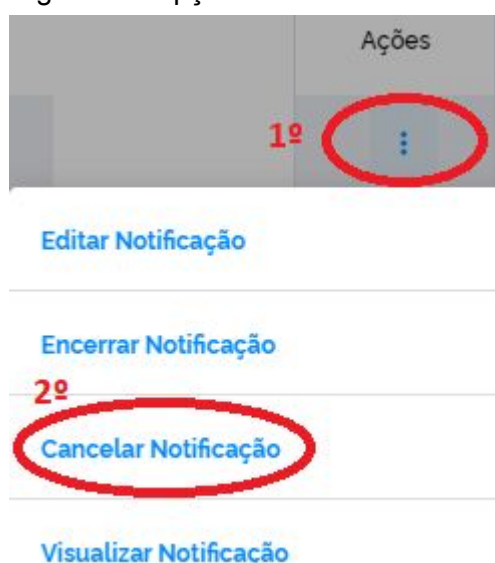 Ações
1º
Editar Notificação
Encerrar Notificação
2º
Cancelar Notificação
Visualizar Notificação